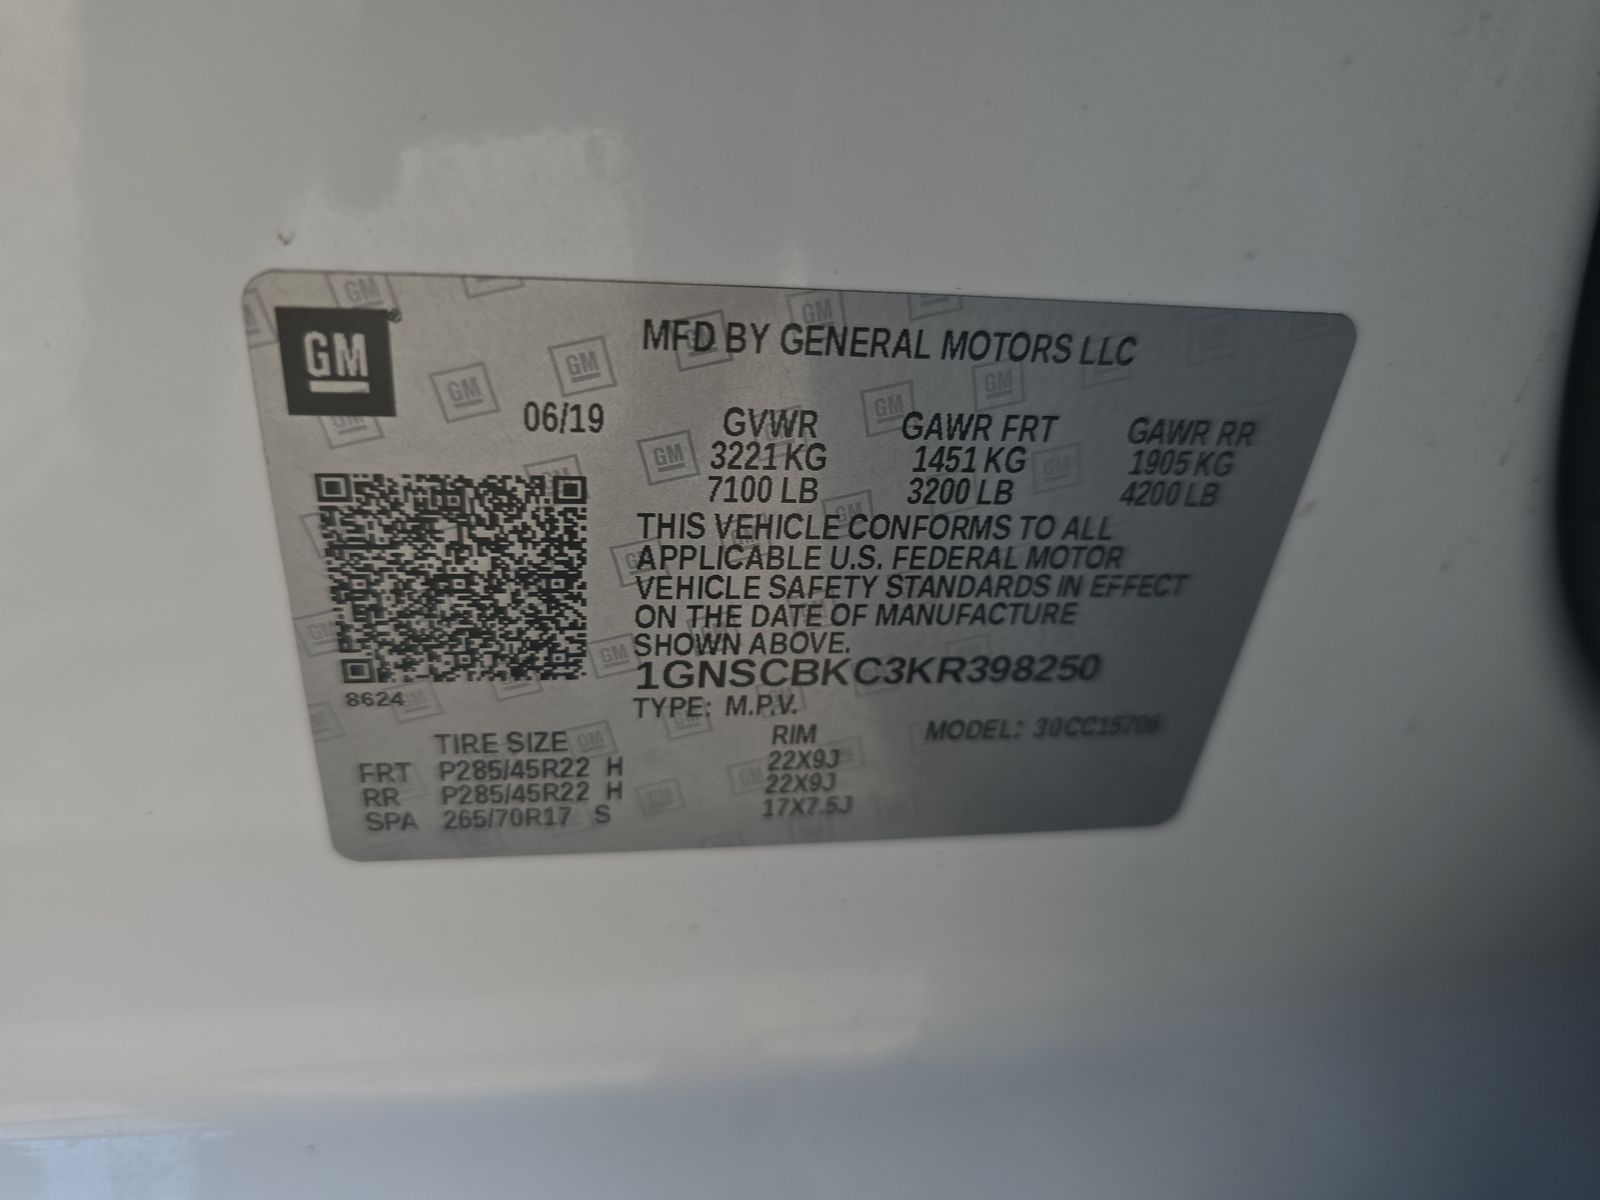 GM
MFD BY GENERAL MOTORS LLC
06/19
GVWR GAWR FRT GAWR RR
3221 KG 1451 KG 1905 KG
7100 LB 3200 LB 4200 LB
THIS VEHICLE CONFORMS TO ALL
APPLICABLE U.S. FEDERAL MOTOR
VEHICLE SAFETY STANDARDS IN EFFECT
ON THE DATE OF MANUFACTURE
SHOWN ABOVE.
1GNSCBKC3KR398250
8624
TYPE: M.P.V.
MODEL: 30CC15706
TIRE SIZE RIM
FRT P285/45R22 H 22X9J
RR P285/45R22 H 22X9J
SPA 265/70R17 S 17X7.5J